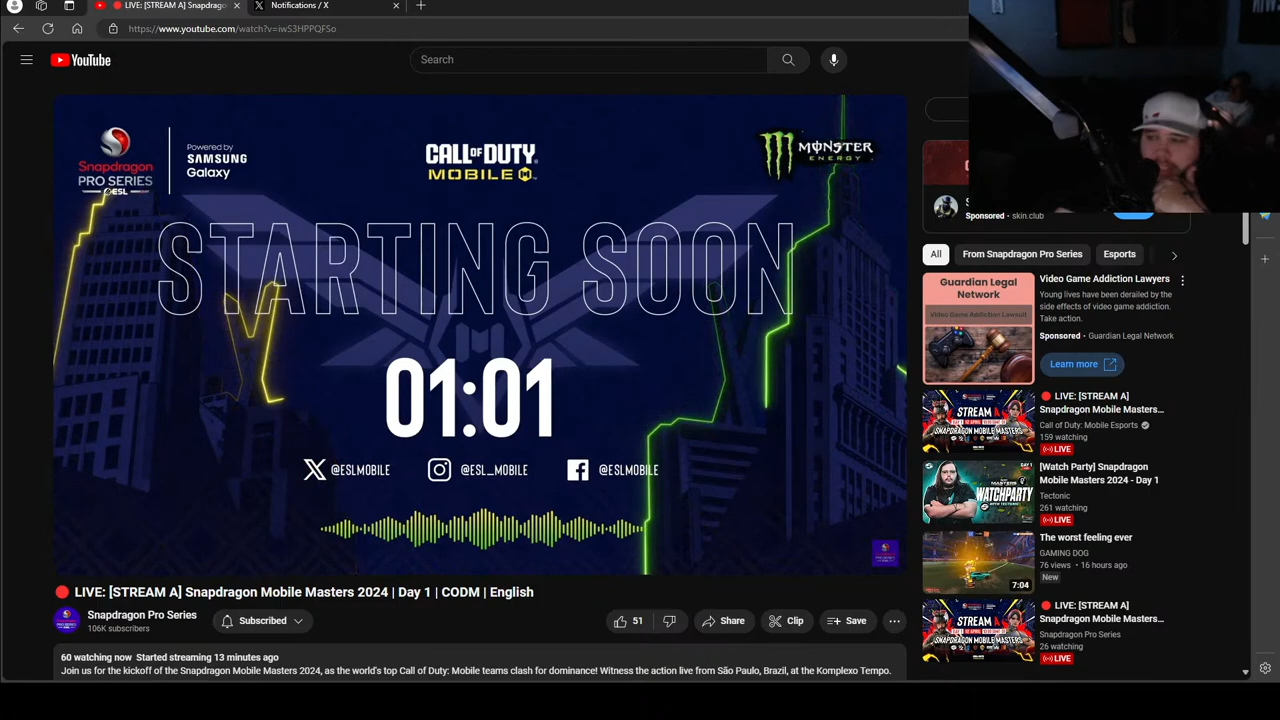 LIVE: [STREAM A] Snapdrago
Notifications / X
https://www.youtube.com/watch?v=iwS3HPPQFSo
YouTube
Search
Snapdragon
PRO SERIES
ESL
Powered by
SAMSUNG
Galaxy
CALL OF DUTY
MOBILE
MONSTER
ENERGY
STARTING SOON
01:01
@ESLMOBILE
@ESL_MOBILE
@ESLMOBILE
LIVE: [STREAM A] Snapdragon Mobile Masters 2024 | Day 1 | CODM | English
Snapdragon Pro Series
106K subscribers
Subscribed
51
Share
Clip
Save
60 watching now Started streaming 13 minutes ago
Join us for the kickoff of the Snapdragon Mobile Masters 2024, as the world's top Call of Duty: Mobile teams clash for dominance! Witness the action live from São Paulo, Brazil, at the Komplexo Tempo.
Sponsored · skin.club
All
From Snapdragon Pro Series
Esports
Guardian Legal
Network
Video Game Addiction Lawsuit
Video Game Addiction Lawyers
Young lives have been derailed by the
side effects of video game addiction.
Take action.
Sponsored · Guardian Legal Network
Learn more
STREAM A
SNAPDRAGON MOBILE MASTERS
LIVE: [STREAM A]
Snapdragon Mobile Masters...
Call of Duty: Mobile Esports
159 watching
LIVE
DAY 1
MASTERS
WATCHPARTY
[Watch Party] Snapdragon
Mobile Masters 2024 - Day 1
Tectonic
261 watching
LIVE
7:04
The worst feeling ever
GAMING DOG
76 views · 16 hours ago
New
STREAM A
SNAPDRAGON MOBILE MASTERS
LIVE: [STREAM A]
Snapdragon Mobile Masters...
Snapdragon Pro Series
26 watching
LIVE